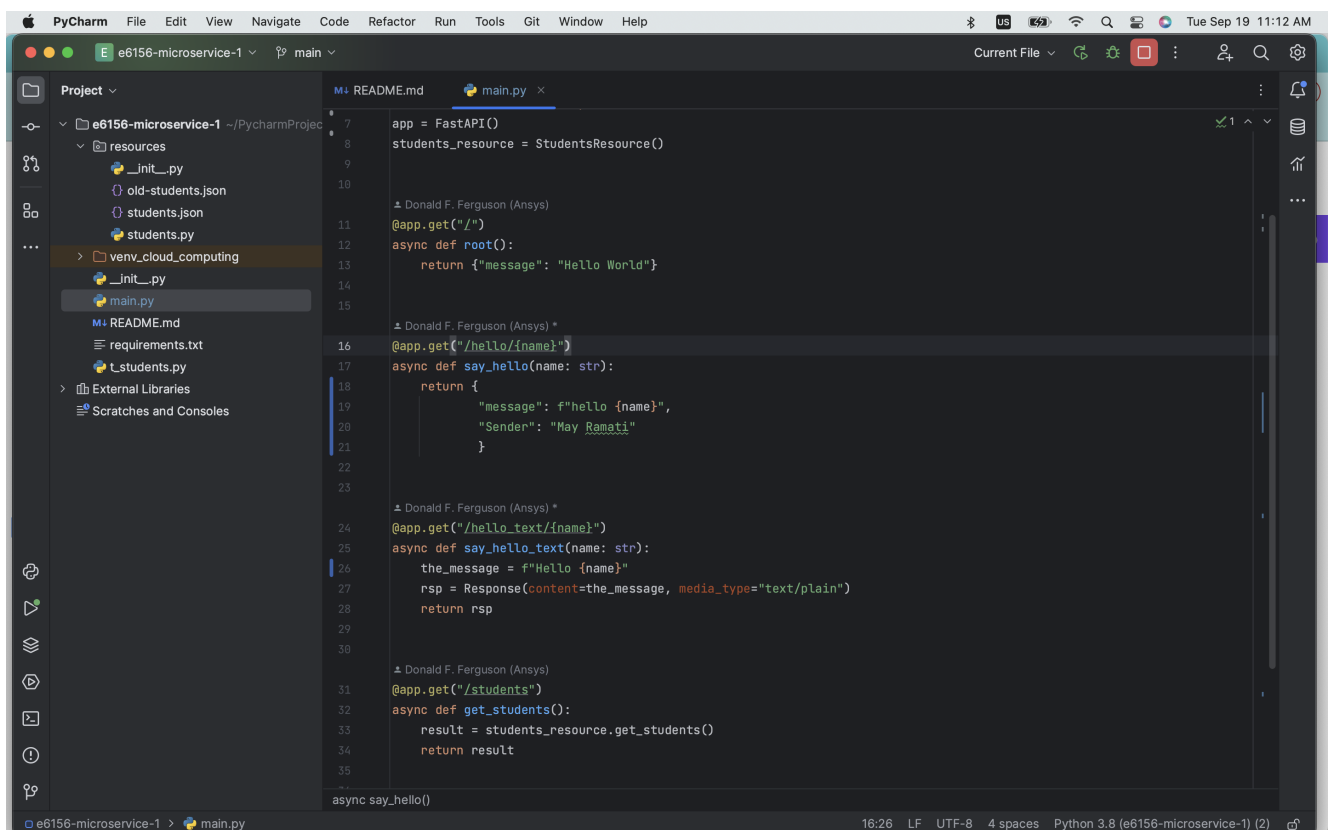 PyCharm File Edit View Navigate Code Refactor Run Tools Git Window Help US Tue Sep 19 11:12 AM
E e6156-microservice-1 main Current File
Project
M↓ README.md main.py ×
e6156-microservice-1 ~/PycharmProjec
resources
__init__.py
{} old-students.json
{} students.json
students.py
venv_cloud_computing
__init__.py
main.py
M↓ README.md
requirements.txt
t_students.py
External Libraries
Scratches and Consoles
7 app = FastAPI()
1
8 students_resource = StudentsResource()
9
10
Donald F. Ferguson (Ansys)
11 @app.get("/")
12 async def root():
13 return {"message": "Hello World"}
14
15
Donald F. Ferguson (Ansys) *
16 @app.get("/hello/{name}")
17 async def say_hello(name: str):
18 return {
19 "message": f"hello {name}",
20 "Sender": "May Ramati"
21 }
22
23
Donald F. Ferguson (Ansys) *
24 @app.get("/hello_text/{name}")
25 async def say_hello_text(name: str):
26 the_message = f"Hello {name}"
27 rsp = Response(content=the_message, media_type="text/plain")
28 return rsp
29
30
Donald F. Ferguson (Ansys)
31 @app.get("/students")
32 async def get_students():
33 result = students_resource.get_students()
34 return result
35
async say_hello()
e6156-microservice-1 > main.py 16:26 LF UTF-8 4 spaces Python 3.8 (e6156-microservice-1) (2)